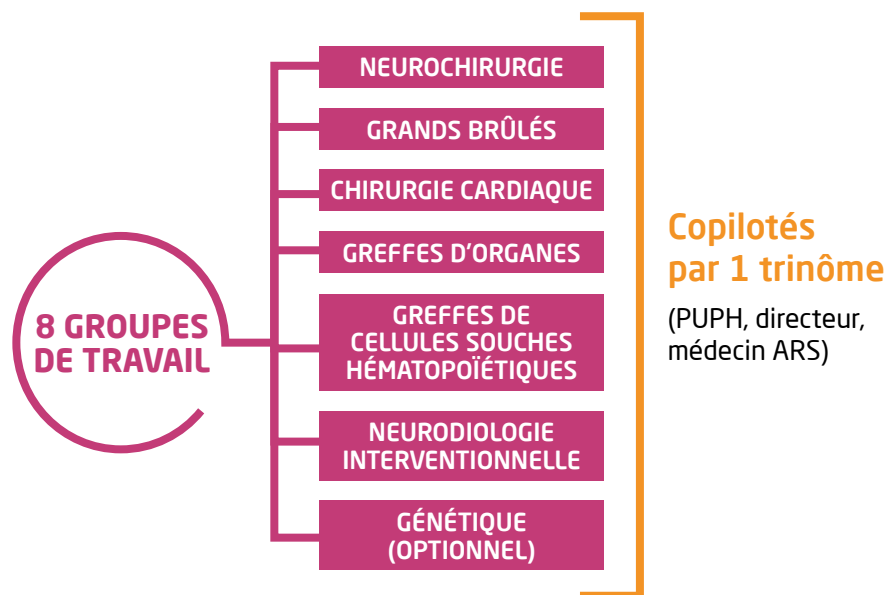 8 GROUPES
DE TRAVAIL
NEUROCHIRURGIE
GRANDS BRÛLÉS
CHIRURGIE CARDIAQUE
GREFFES D'ORGANES
GREFFES DE
CELLULES SOUCHES
HÉMATOPOÏÉTIQUES
NEURODIOLOGIE
INTERVENTIONNELLE
GÉNÉTIQUE
(OPTIONNEL)
Copilotés
par 1 trinôme
(PUPH, directeur,
médecin ARS)